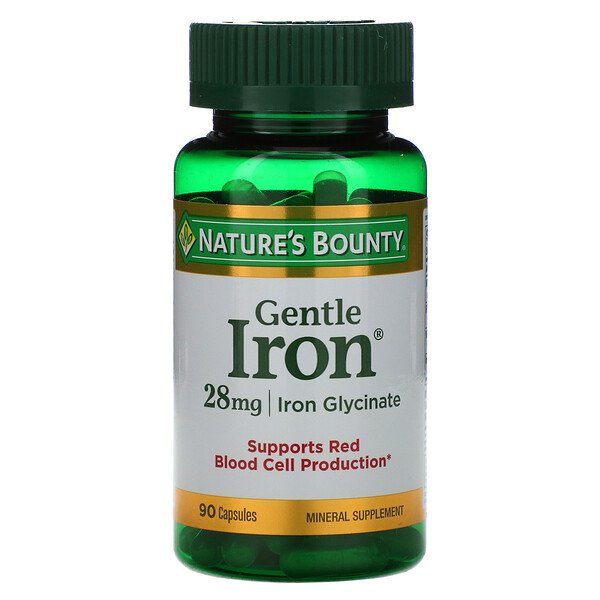 NATURE'S BOUNTY®
Gentle
Iron®
28mg | Iron Glycinate
Supports Red
Blood Cell Production*
90 Capsules MINERAL SUPPLEMENT